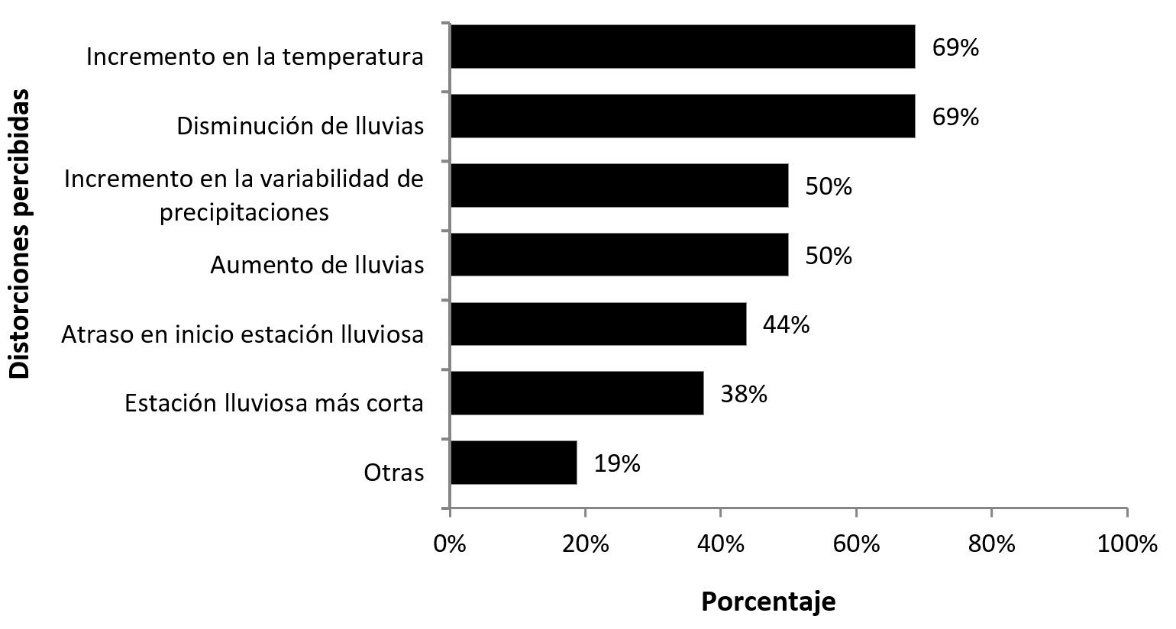 Distorciones percibidas
Incremento en la temperatura
69%
Disminución de lluvias
69%
Incremento en la variabilidad de
precipitaciones
50%
Aumento de lluvias
50%
Atraso en inicio estación lluviosa
44%
Estación lluviosa más corta
38%
Otras
19%
0% 20% 40% 60% 80% 100%
Porcentaje